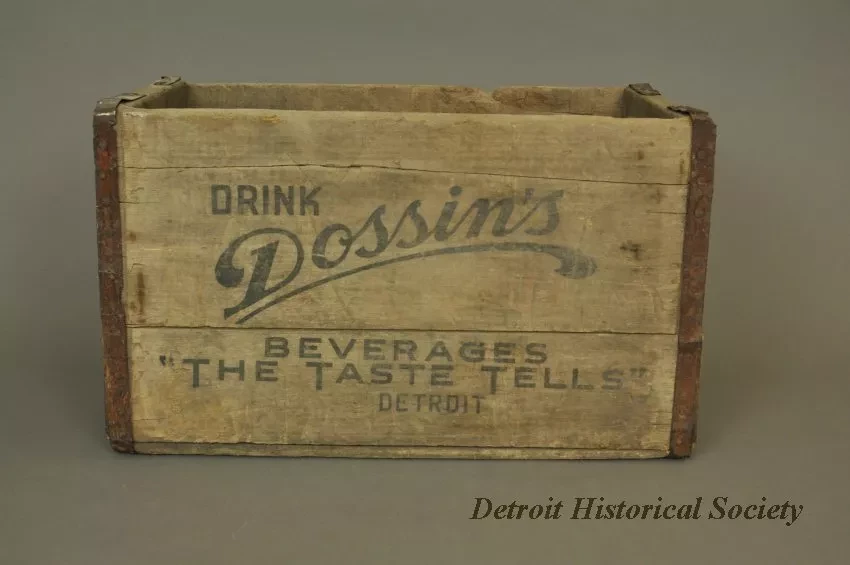 DRINK Dossin's
BEVERAGES
"THE TASTE TELLS"
DETROIT
Detroit Historical Society